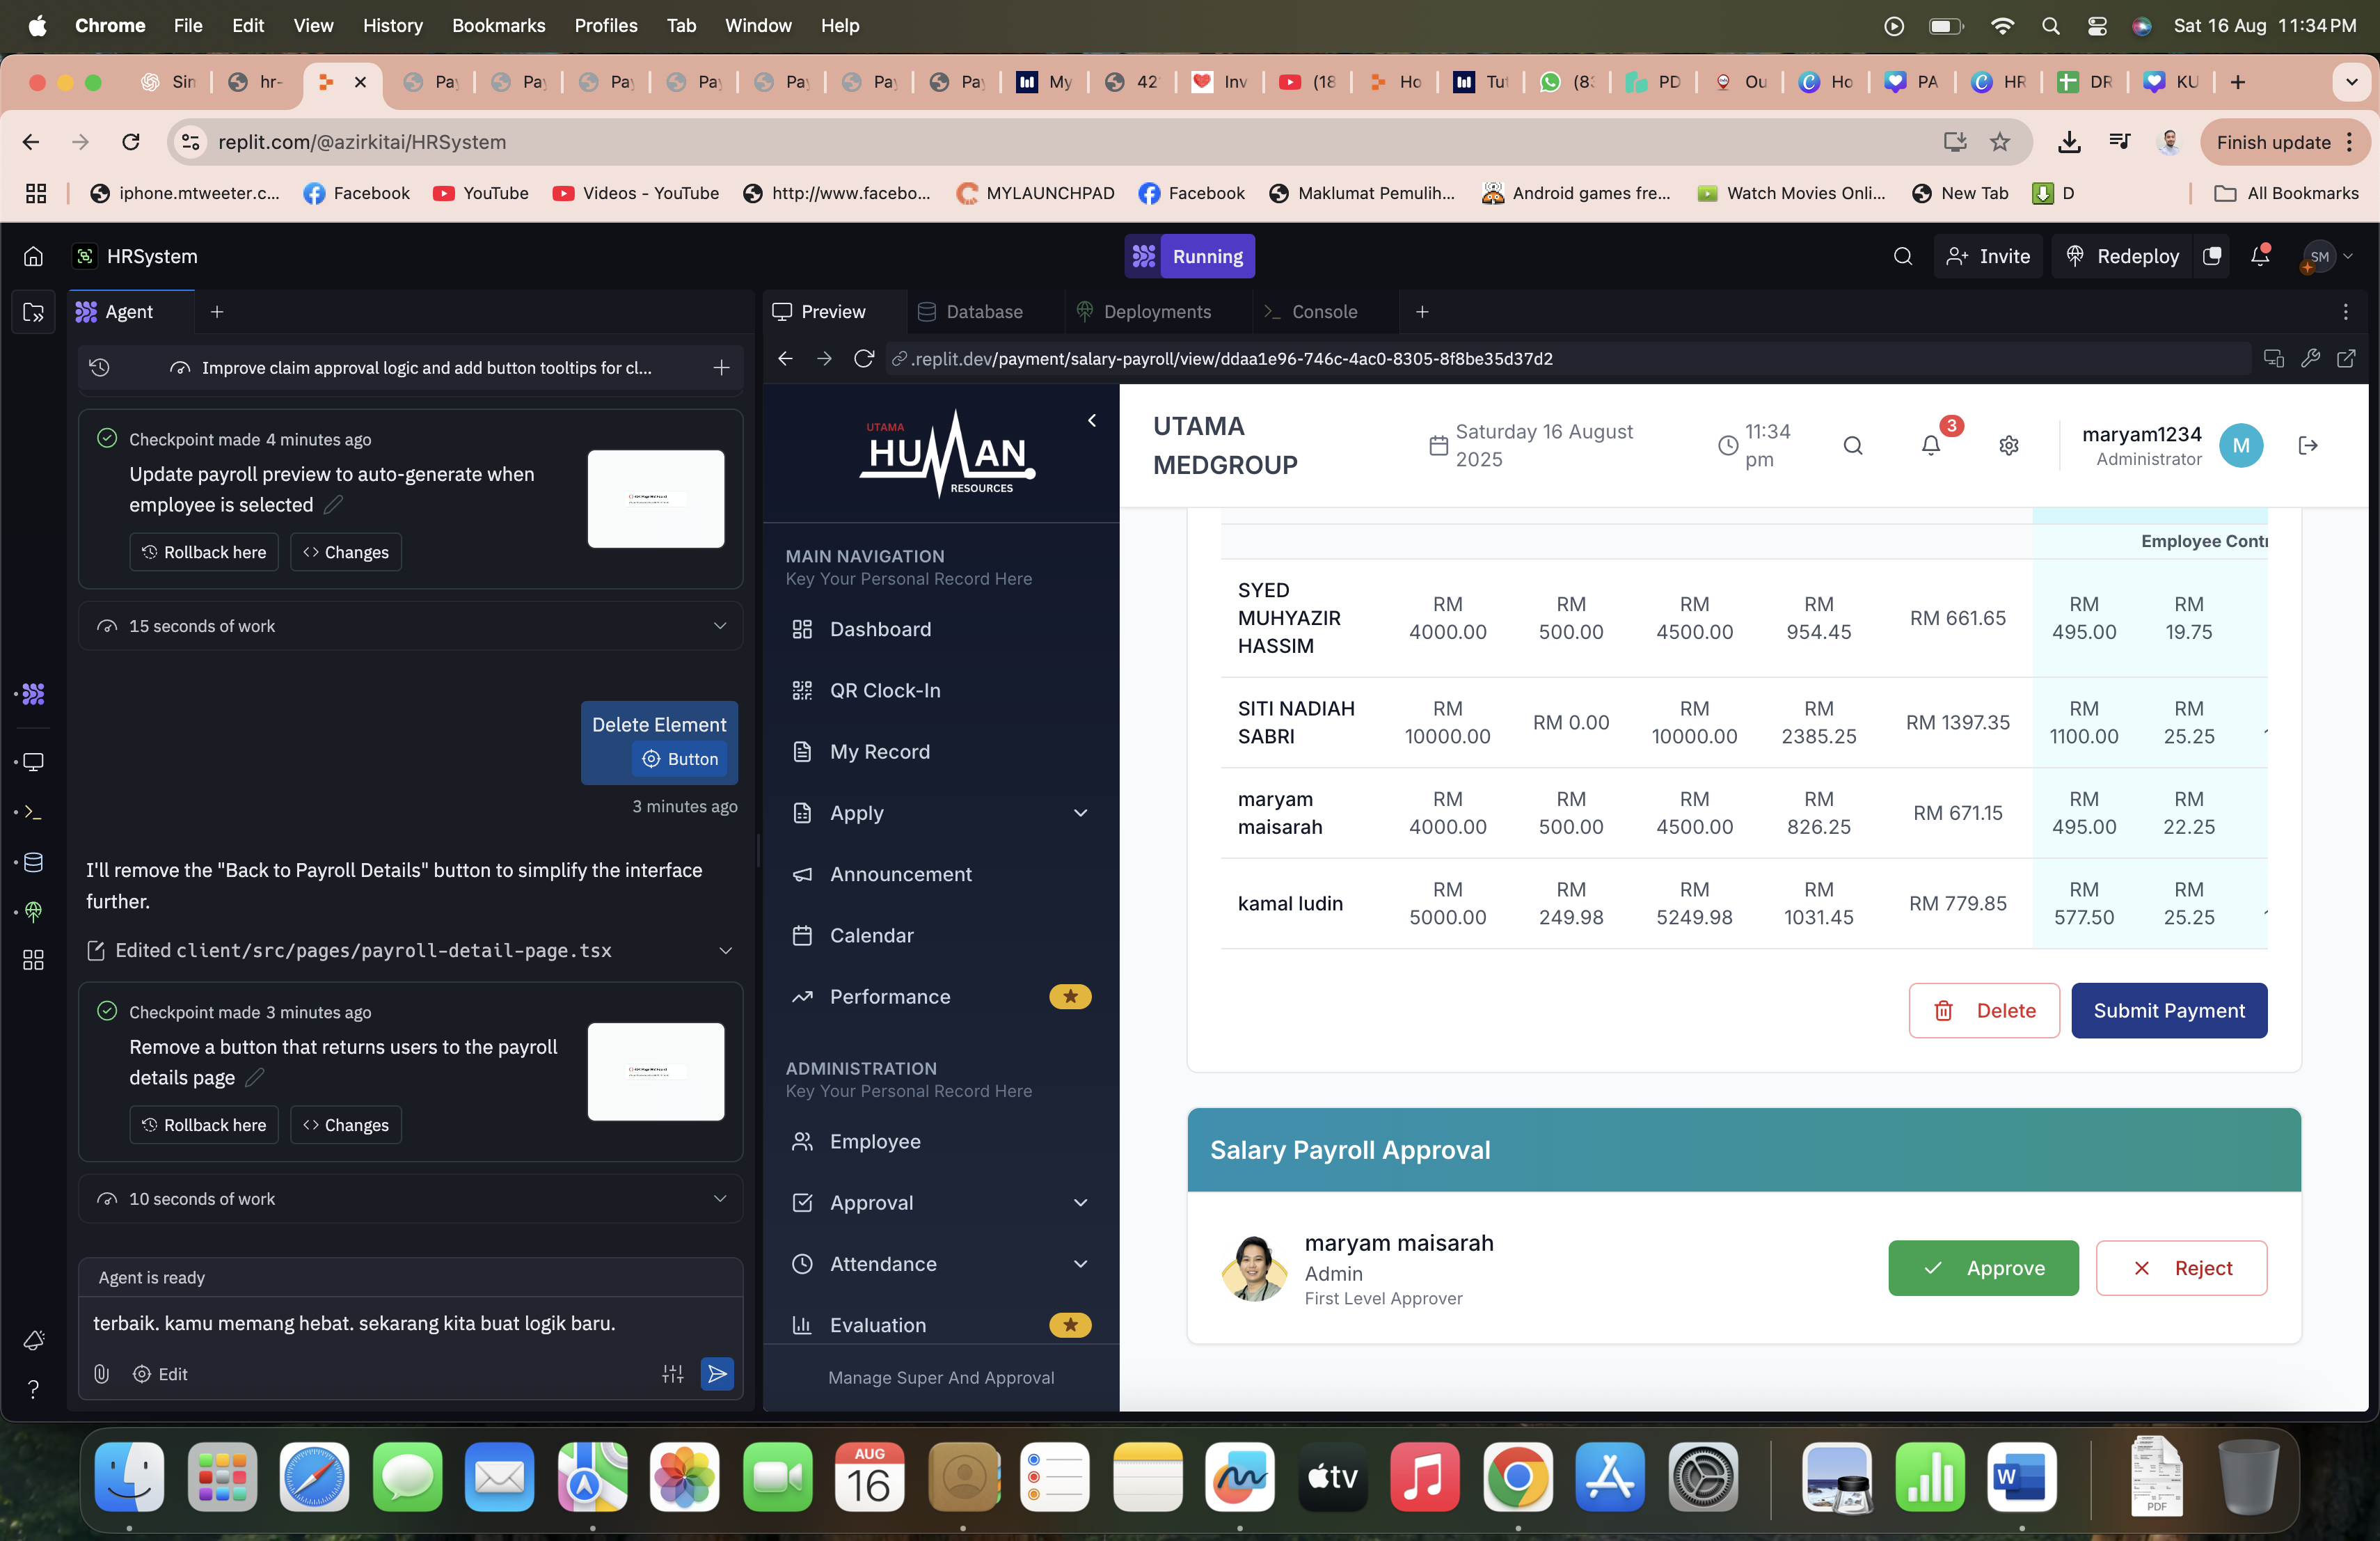 Chrome File Edit View History Bookmarks Profiles Tab Window Help Sat 16 Aug 11:34 PM
Sin hr- Pay Pay Pay Pay Pay Pay Pay My 42 Inv (18 Ho Tut (8 PD Ou Ho PA HR DR KU
replit.com/@azirkitai/HRSystem Finish update
iphone.mtweeter.c... Facebook YouTube Videos - YouTube http://www.facebo... MYLAUNCHPAD Facebook Maklumat Pemulih... Android games fre... Watch Movies Onli... New Tab D All Bookmarks
HRSystem Running Invite Redeploy SM
Agent
Improve claim approval logic and add button tooltips for cl...
Checkpoint made 4 minutes ago
Update payroll preview to auto-generate when
employee is selected
Rollback here Changes
15 seconds of work
Delete Element
Button
3 minutes ago
I'll remove the "Back to Payroll Details" button to simplify the interface
further.
Edited client/src/pages/payroll-detail-page.tsx
Checkpoint made 3 minutes ago
Remove a button that returns users to the payroll
details page
Rollback here Changes
10 seconds of work
Agent is ready
terbaik. kamu memang hebat. sekarang kita buat logik baru.
Edit
Preview Database Deployments Console
.replit.dev/payment/salary-payroll/view/ddaa1e96-746c-4ac0-8305-8f8be35d37d2
UTAMA
HUMAN
RESOURCES
MAIN NAVIGATION
Key Your Personal Record Here
Dashboard
QR Clock-In
My Record
Apply
Announcement
Calendar
Performance
ADMINISTRATION
Key Your Personal Record Here
Employee
Approval
Attendance
Evaluation
Manage Super And Approval
UTAMA
MEDGROUP
Saturday 16 August
2025
11:34
pm
3
maryam1234
Administrator
M
Employee Contr
SYED
MUHYAZIR
HASSIM
RM
4000.00
RM
500.00
RM
4500.00
RM
954.45
RM 661.65
RM
495.00
RM
19.75
SITI NADIAH
SABRI
RM
10000.00
RM 0.00
RM
10000.00
RM
2385.25
RM 1397.35
RM
1100.00
RM
25.25
maryam
maisarah
RM
4000.00
RM
500.00
RM
4500.00
RM
826.25
RM 671.15
RM
495.00
RM
22.25
kamal ludin
RM
5000.00
RM
249.98
RM
5249.98
RM
1031.45
RM 779.85
RM
577.50
RM
25.25
Delete Submit Payment
Salary Payroll Approval
maryam maisarah
Admin
First Level Approver
Approve Reject
AUG
16
tv
W
PDF